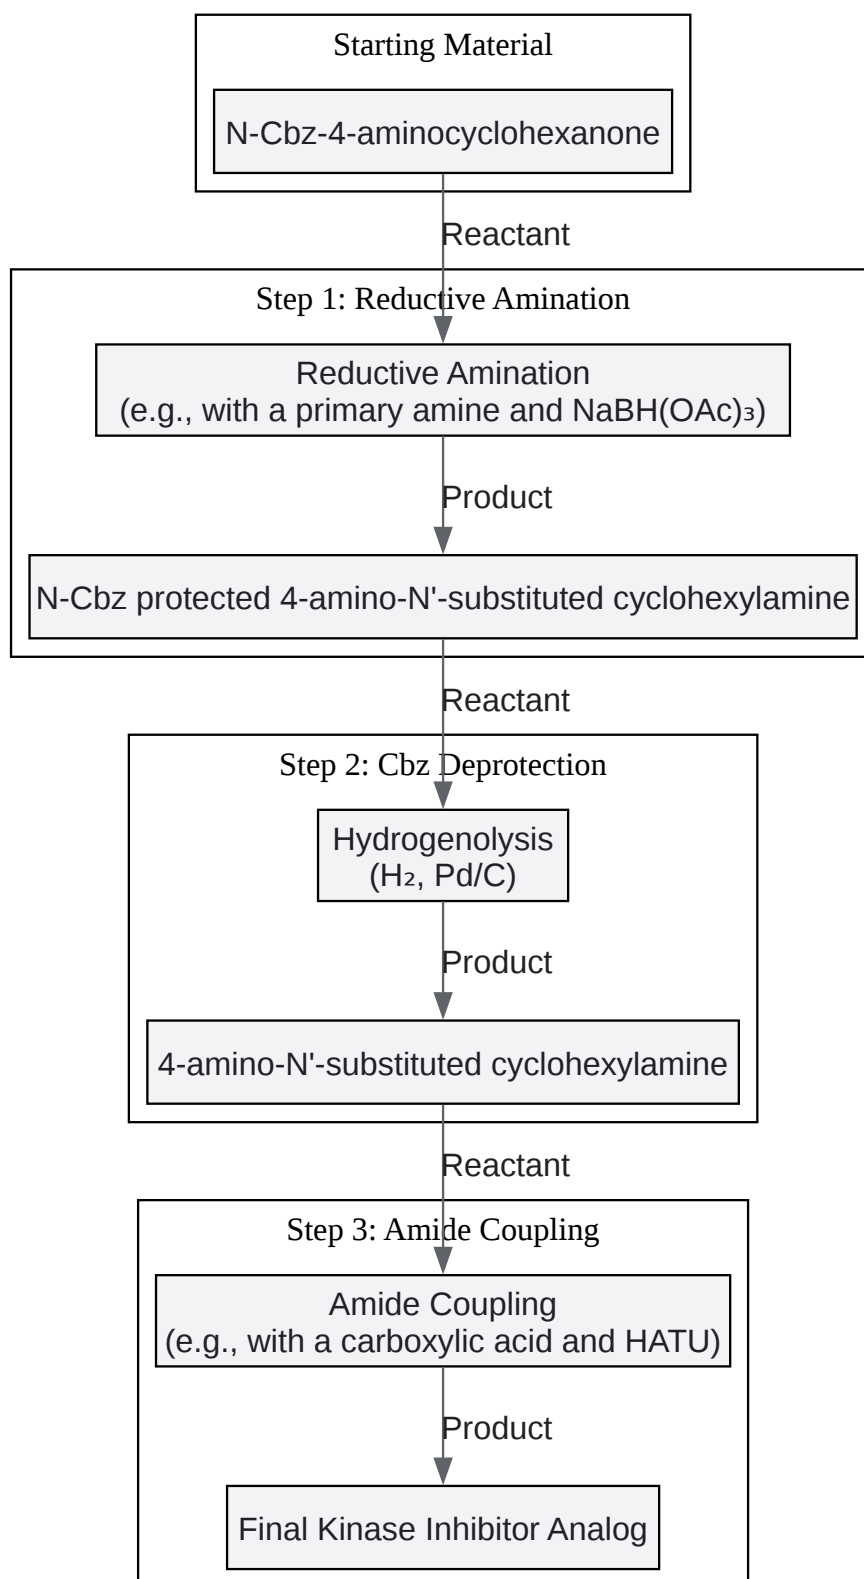 Starting Material
N-Cbz-4-aminocyclohexanone
Reactant
Step 1: Reductive Amination
Reductive Amination
(e.g., with a primary amine and NaBH(OAc)₃)
Product
N-Cbz protected 4-amino-N'-substituted cyclohexylamine
Reactant
Step 2: Cbz Deprotection
Hydrogenolysis
(H₂, Pd/C)
Product
4-amino-N'-substituted cyclohexylamine
Reactant
Step 3: Amide Coupling
Amide Coupling
(e.g., with a carboxylic acid and HATU)
Product
Final Kinase Inhibitor Analog